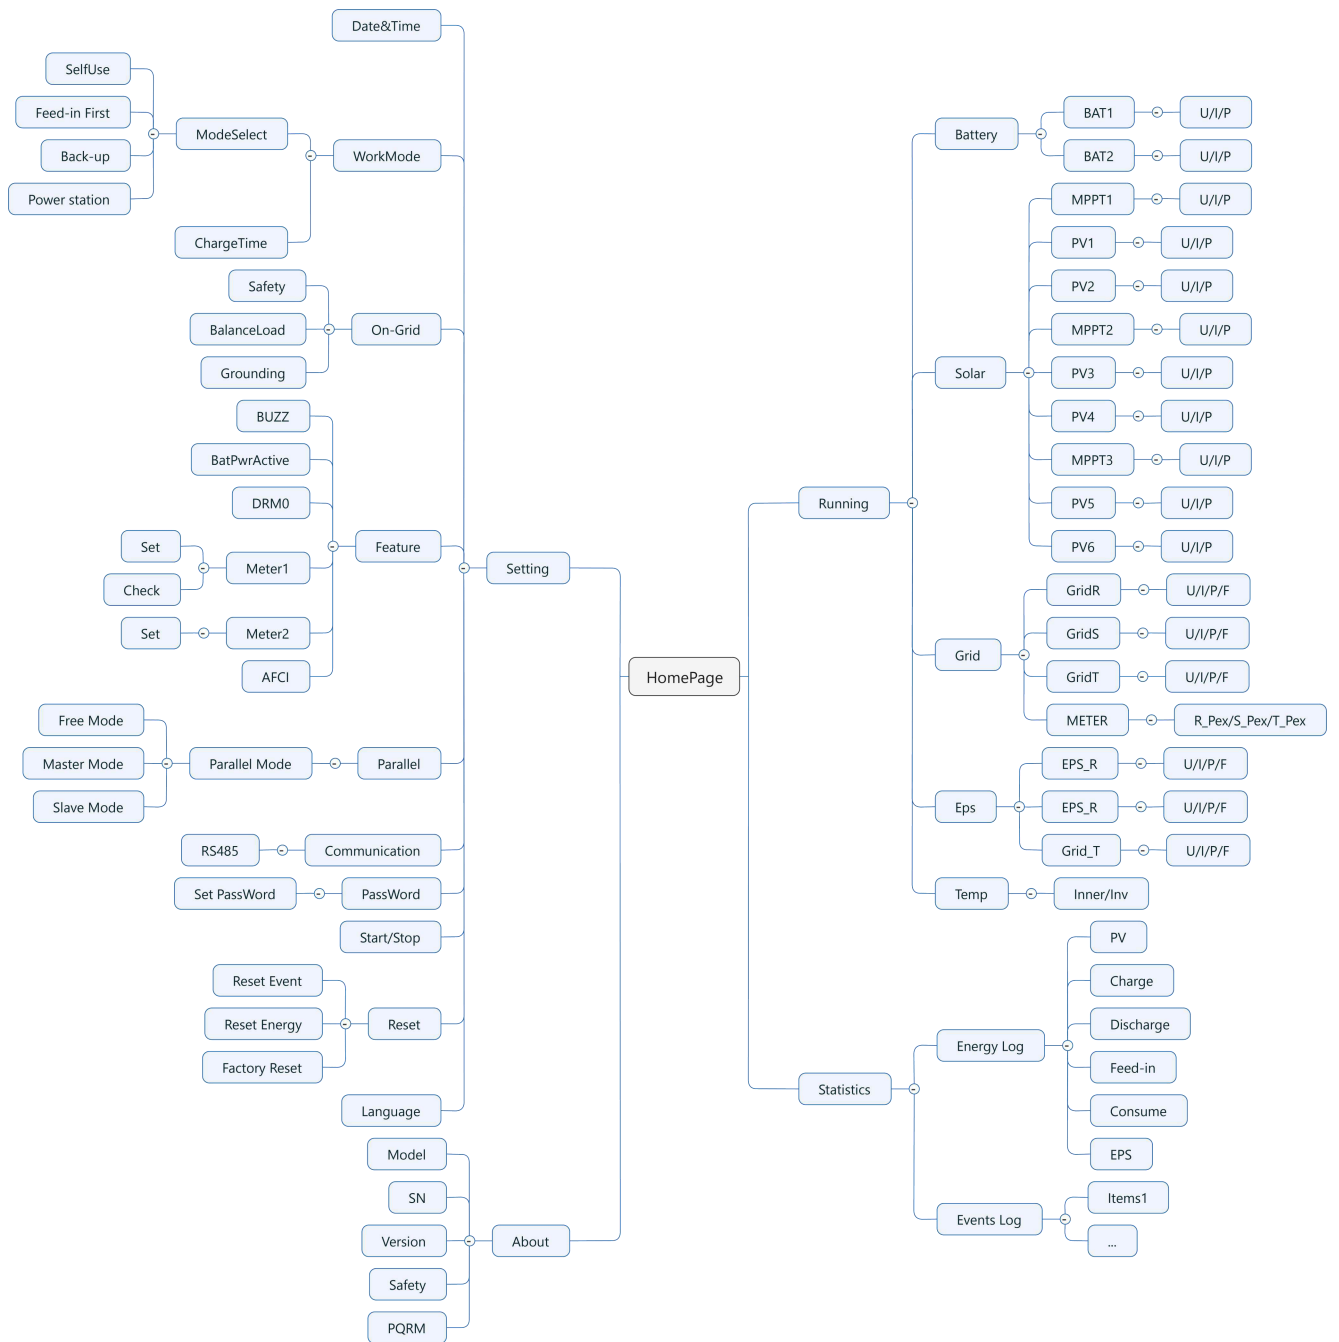 HomePage
Setting
Date&Time
WorkMode
ModeSelect
SelfUse
Feed-in First
Back-up
Power station
ChargeTime
On-Grid
Safety
BalanceLoad
Grounding
Feature
BUZZ
BatPwrActive
DRM0
Meter1
Set
Check
Meter2
Set
AFCI
Parallel
Parallel Mode
Free Mode
Master Mode
Slave Mode
Communication
RS485
PassWord
Set PassWord
Start/Stop
Reset
Reset Event
Reset Energy
Factory Reset
Language
About
Model
SN
Version
Safety
PQRM
Running
Battery
BAT1
U/I/P
BAT2
U/I/P
Solar
MPPT1
U/I/P
PV1
U/I/P
PV2
U/I/P
MPPT2
U/I/P
PV3
U/I/P
PV4
U/I/P
MPPT3
U/I/P
PV5
U/I/P
PV6
U/I/P
Grid
GridR
U/I/P/F
GridS
U/I/P/F
GridT
U/I/P/F
METER
R_Pex/S_Pex/T_Pex
Eps
EPS_R
U/I/P/F
EPS_R
U/I/P/F
Grid_T
U/I/P/F
Temp
Inner/Inv
Statistics
Energy Log
PV
Charge
Discharge
Feed-in
Consume
EPS
Events Log
Items1
...